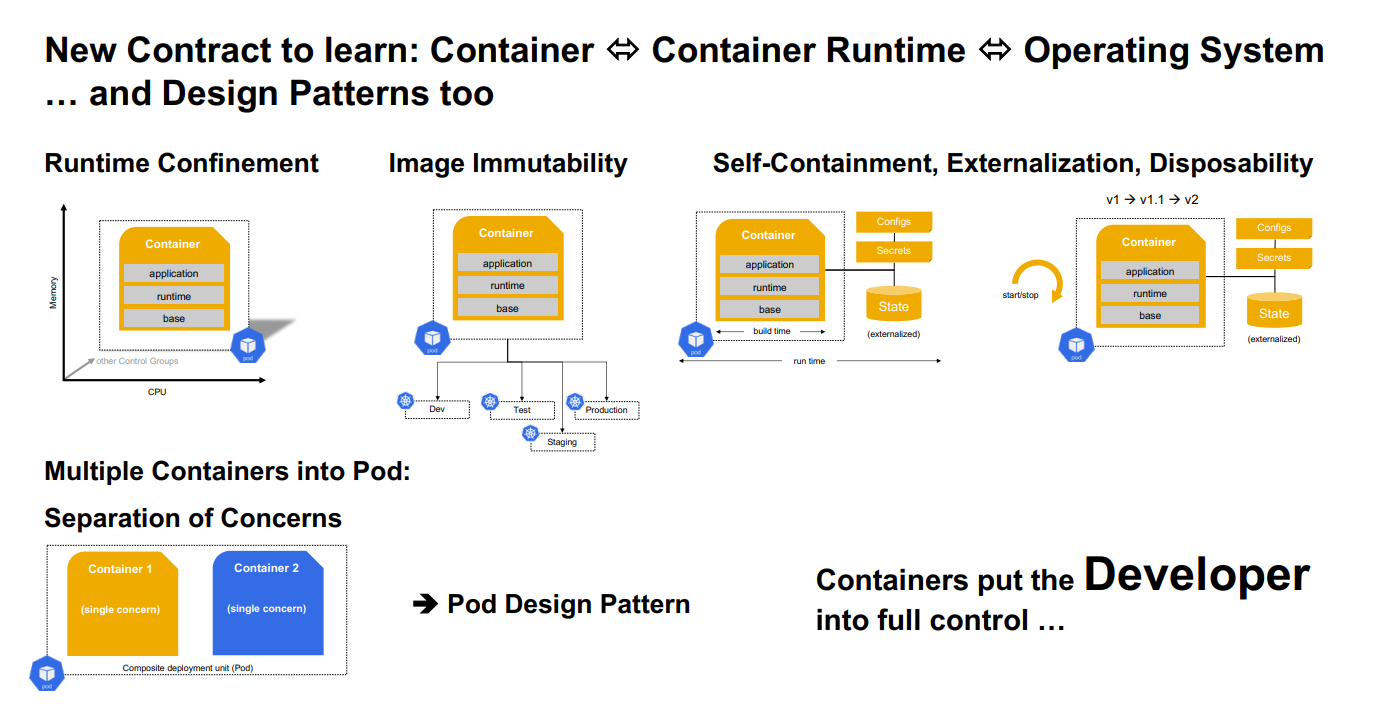 New Contract to learn: Container ⬄ Container Runtime ⬄ Operating System
… and Design Patterns too
Runtime Confinement
Memory
Container
application
runtime
base
pod
other Control Groups
CPU
Image Immutability
Container
application
runtime
base
pod
Dev
Test
Production
Staging
Self-Containment, Externalization, Disposability
Container
application
runtime
base
build time
pod
Configs
Secrets
State
(externalized)
run time
v1 → v1.1 → v2
start/stop
Container
application
runtime
base
pod
Configs
Secrets
State
(externalized)
Multiple Containers into Pod:
Separation of Concerns
Container 1
(single concern)
Container 2
(single concern)
Composite deployment unit (Pod)
pod
➔ Pod Design Pattern
Containers put the Developer
into full control …